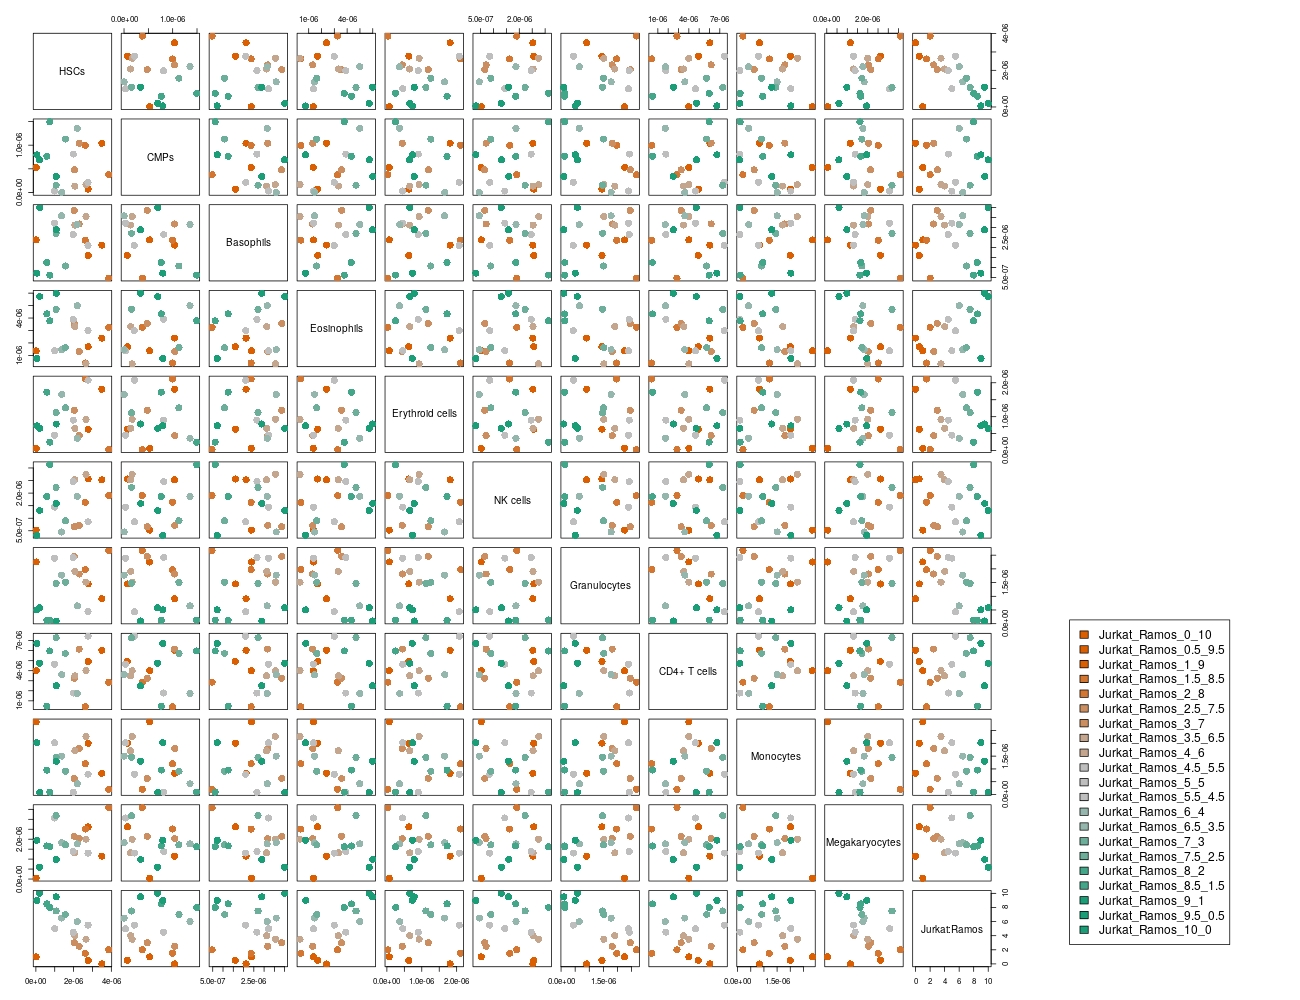 0.0e+00 1.0e-06 1e-06 4e-06 5.0e-07 2.0e-06 1e-06 4e-06 7e-06 0.0e+00 2.0e-06
HSCs
0e+00 2e-06 4e-06
CMPs
0.0e+00 1.0e-06
Basophils
5.0e-07 2.5e-06
Eosinophils
1e-06 4e-06
Erythroid cells
0.0e+00 1.0e-06 2.0e-06
NK cells
5.0e-07 2.0e-06
Granulocytes
0.0e+00 1.5e-06
CD4+ T cells
1e-06 4e-06 7e-06
Monocytes
0.0e+00 1.5e-06
Megakaryocytes
0.0e+00 2.0e-06
Jurkat:Ramos
0 2 4 6 8 10
0e+00 2e-06 4e-06 5.0e-07 2.5e-06 0.0e+00 1.0e-06 2.0e-06 0.0e+00 1.5e-06 0.0e+00 1.5e-06 0 2 4 6 8 10
Jurkat_Ramos_0_10
Jurkat_Ramos_0.5_9.5
Jurkat_Ramos_1_9
Jurkat_Ramos_1.5_8.5
Jurkat_Ramos_2_8
Jurkat_Ramos_2.5_7.5
Jurkat_Ramos_3_7
Jurkat_Ramos_3.5_6.5
Jurkat_Ramos_4_6
Jurkat_Ramos_4.5_5.5
Jurkat_Ramos_5_5
Jurkat_Ramos_5.5_4.5
Jurkat_Ramos_6_4
Jurkat_Ramos_6.5_3.5
Jurkat_Ramos_7_3
Jurkat_Ramos_7.5_2.5
Jurkat_Ramos_8_2
Jurkat_Ramos_8.5_1.5
Jurkat_Ramos_9_1
Jurkat_Ramos_9.5_0.5
Jurkat_Ramos_10_0